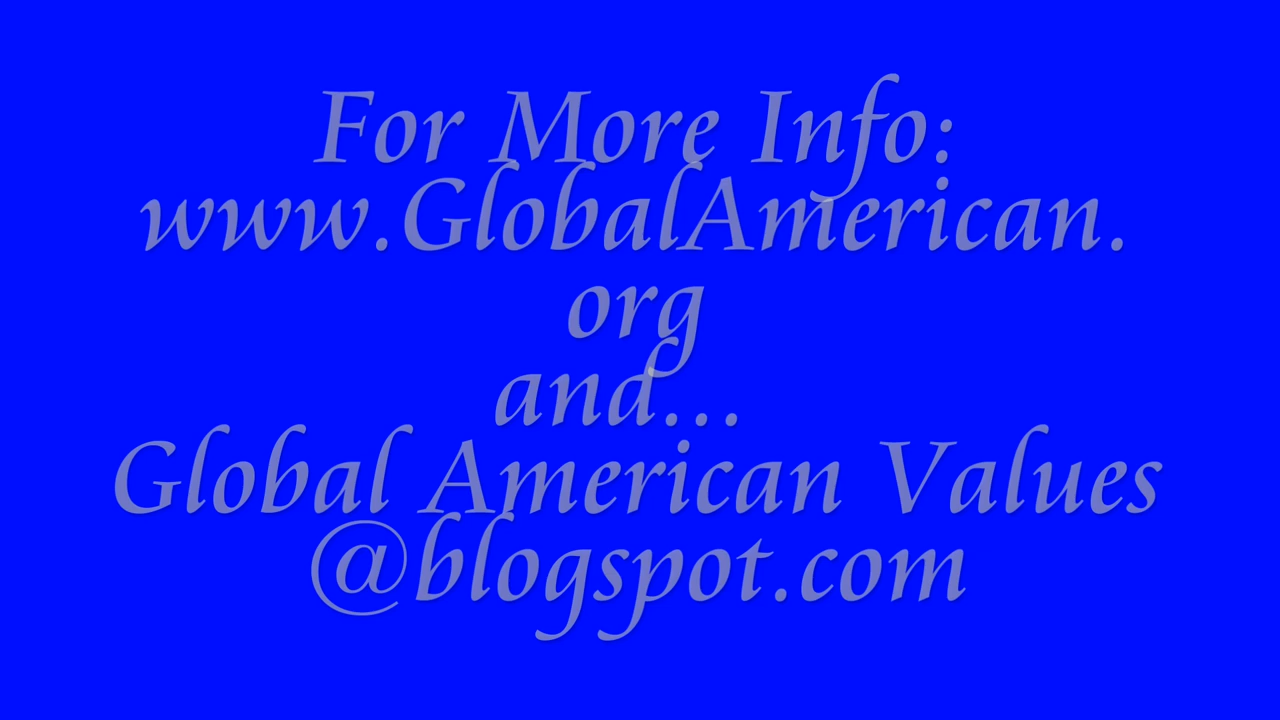 For More Info:
www.GlobalAmerican.
org
and...
Global American Values
@blogspot.com